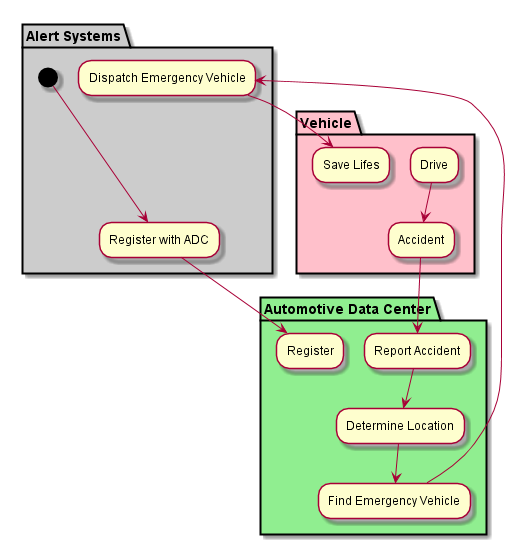 Alert Systems
Dispatch Emergency Vehicle
Register with ADC
Vehicle
Save Lifes
Drive
Accident
Automotive Data Center
Register
Report Accident
Determine Location
Find Emergency Vehicle